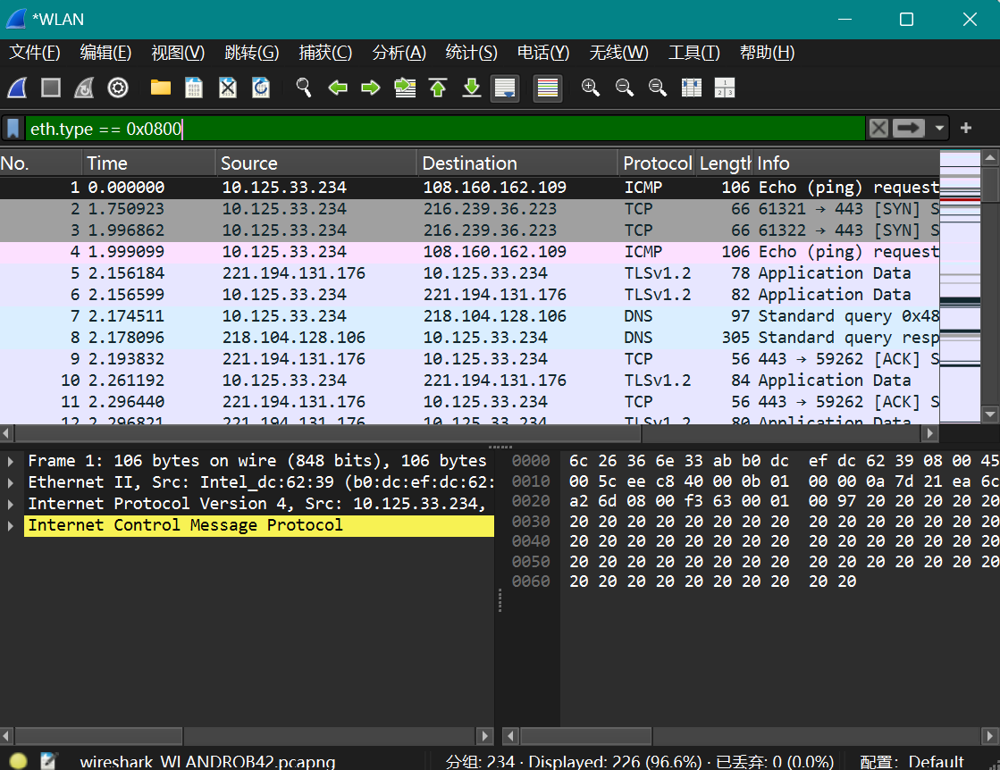 *WLAN
文件(F) 编辑(E) 视图(V) 跳转(G) 捕获(C) 分析(A) 统计(S) 电话(Y) 无线(W) 工具(T) 帮助(H)
eth.type == 0x0800
No. Time Source Destination Protocol Length Info
1 0.000000 10.125.33.234 108.160.162.109 ICMP 106 Echo (ping) request
2 1.750923 10.125.33.234 216.239.36.223 TCP 66 61321 → 443 [SYN] S
3 1.996862 10.125.33.234 216.239.36.223 TCP 66 61322 → 443 [SYN] S
4 1.999099 10.125.33.234 108.160.162.109 ICMP 106 Echo (ping) request
5 2.156184 221.194.131.176 10.125.33.234 TLSv1.2 78 Application Data
6 2.156599 10.125.33.234 221.194.131.176 TLSv1.2 82 Application Data
7 2.174511 10.125.33.234 218.104.128.106 DNS 97 Standard query 0x48
8 2.178096 218.104.128.106 10.125.33.234 DNS 305 Standard query resp
9 2.193832 221.194.131.176 10.125.33.234 TCP 56 443 → 59262 [ACK] S
10 2.261192 10.125.33.234 221.194.131.176 TLSv1.2 84 Application Data
11 2.296440 221.194.131.176 10.125.33.234 TCP 56 443 → 59262 [ACK] S
12 2.296821 221.194.131.176 10.125.33.234 TLSv1.2 80 Application Data
Frame 1: 106 bytes on wire (848 bits), 106 bytes
Ethernet II, Src: Intel_dc:62:39 (b0:dc:ef:dc:62:
Internet Protocol Version 4, Src: 10.125.33.234,
Internet Control Message Protocol
0000 6c 26 36 6e 33 ab b0 dc ef dc 62 39 08 00 45
0010 00 5c ee c8 40 00 0b 01 00 00 0a 7d 21 ea 6c
0020 a2 6d 08 00 f3 63 00 01 00 97 20 20 20 20 20
0030 20 20 20 20 20 20 20 20 20 20 20 20 20 20 20
0040 20 20 20 20 20 20 20 20 20 20 20 20 20 20 20
0050 20 20 20 20 20 20 20 20 20 20 20 20 20 20 20
0060 20 20 20 20 20 20 20 20 20 20
wireshark_WLANDROB42.pcapng 分组: 234 · Displayed: 226 (96.6%) · 已丢弃: 0 (0.0%) 配置: Default